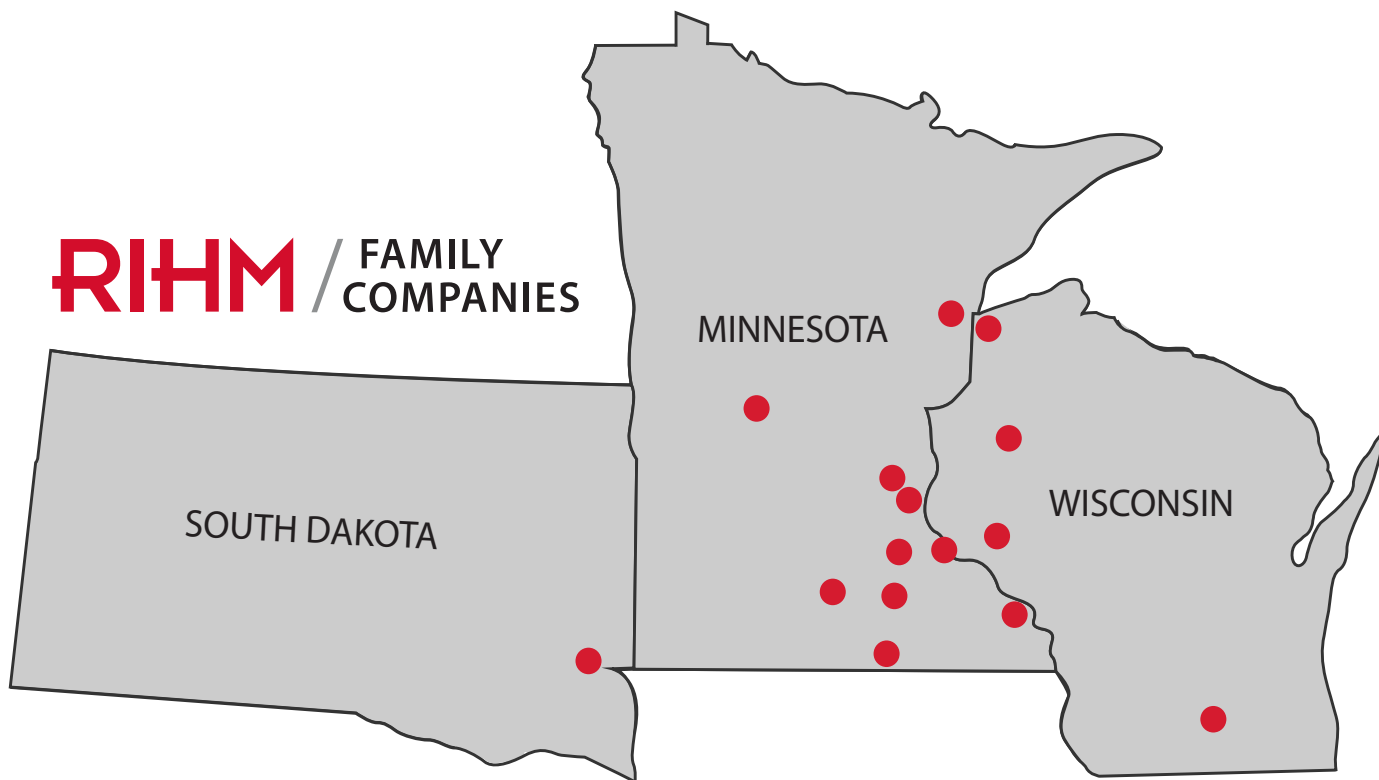 RIHM / FAMILY
COMPANIES
MINNESOTA
SOUTH DAKOTA
WISCONSIN